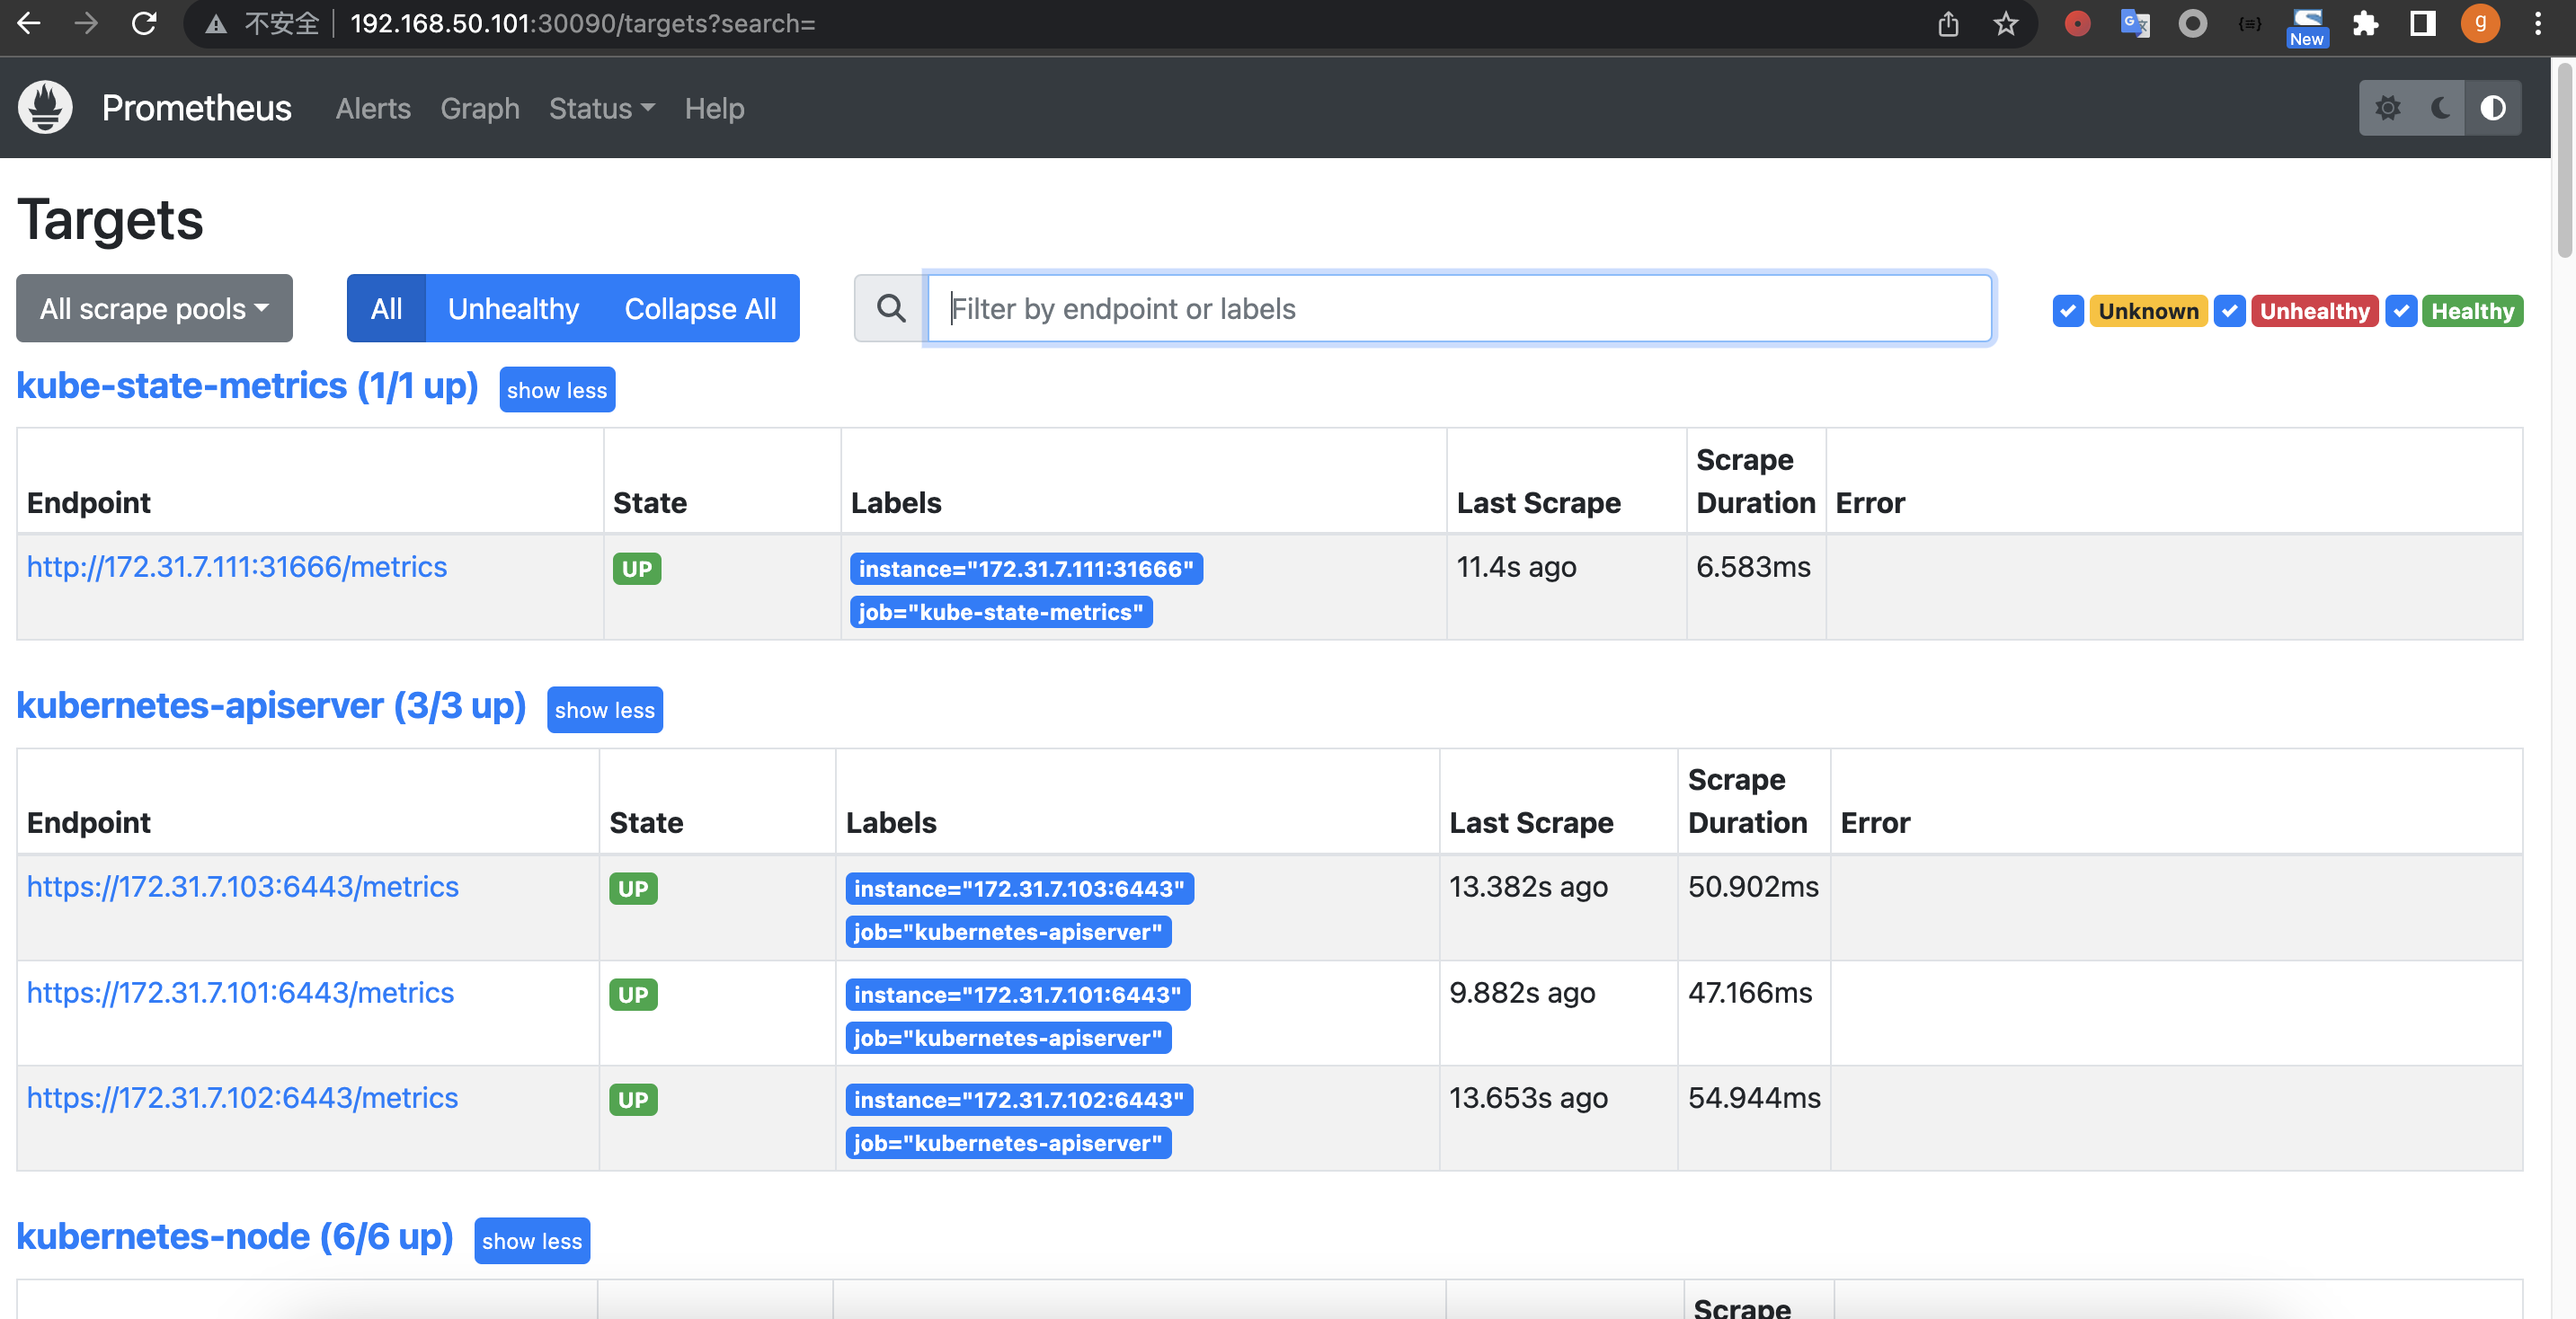 不安全 192.168.50.101:30090/targets?search=
New
g
Prometheus Alerts Graph Status Help
Targets
All scrape pools All Unhealthy Collapse All Filter by endpoint or labels Unknown Unhealthy Healthy
kube-state-metrics (1/1 up) show less
Endpoint State Labels Last Scrape Scrape Duration Error
http://172.31.7.111:31666/metrics UP instance="172.31.7.111:31666" 11.4s ago 6.583ms
job="kube-state-metrics"
kubernetes-apiserver (3/3 up) show less
Endpoint State Labels Last Scrape Scrape Duration Error
https://172.31.7.103:6443/metrics UP instance="172.31.7.103:6443" 13.382s ago 50.902ms
job="kubernetes-apiserver"
https://172.31.7.101:6443/metrics UP instance="172.31.7.101:6443" 9.882s ago 47.166ms
job="kubernetes-apiserver"
https://172.31.7.102:6443/metrics UP instance="172.31.7.102:6443" 13.653s ago 54.944ms
job="kubernetes-apiserver"
kubernetes-node (6/6 up) show less
Scrape